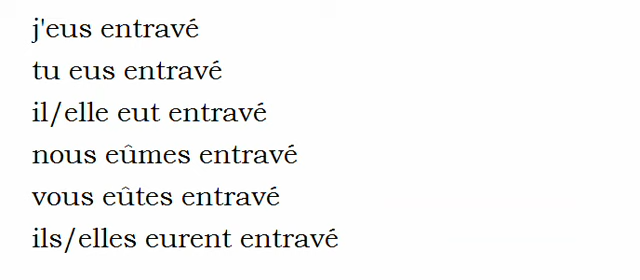 j'eus entravé
tu eus entravé
il/elle eut entravé
nous eûmes entravé
vous eûtes entravé
ils/elles eurent entravé